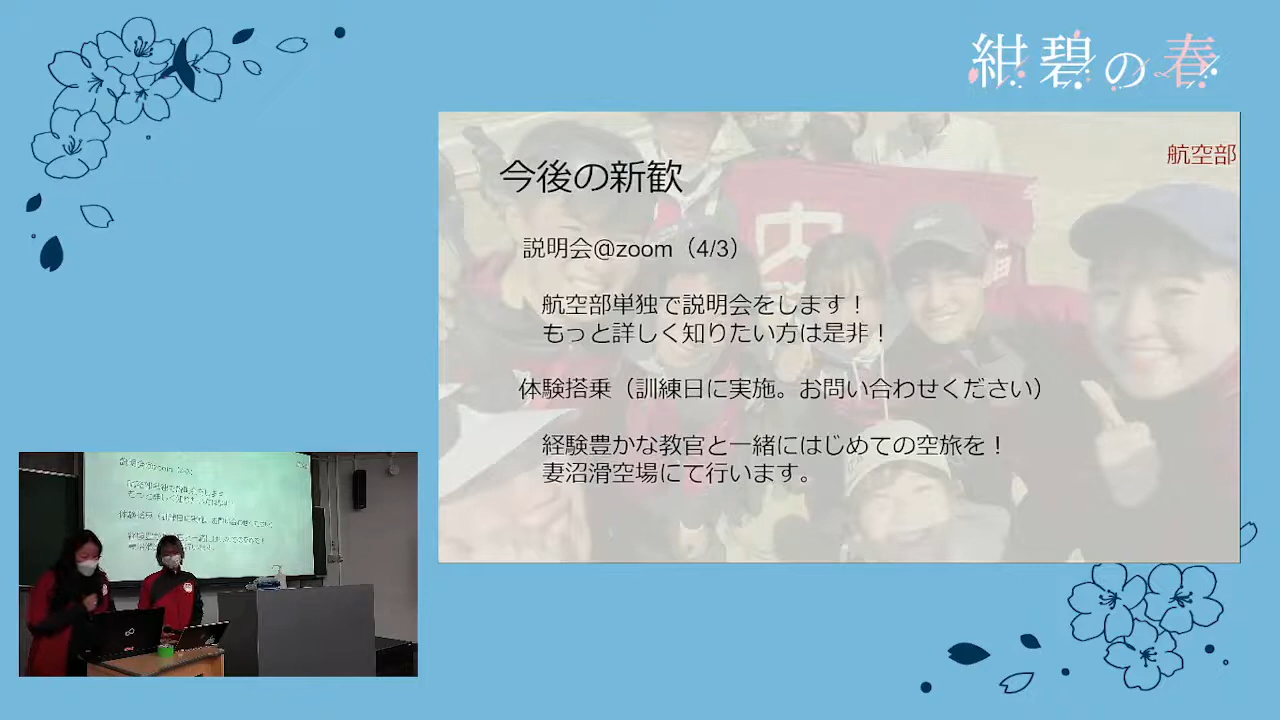 紺碧の春
航空部
今後の新歓
説明会@zoom（4/3）
航空部単独で説明会をします！
もっと詳しく知りたい方は是非！
体験搭乗（訓練日に実施。お問い合わせください）
経験豊かな教官と一緒にはじめての空旅を！
妻沼滑空場にて行います。